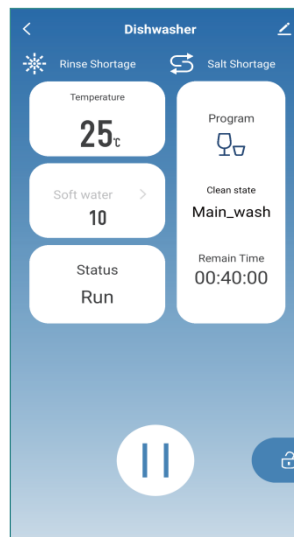 Dishwasher
Rinse Shortage
Salt Shortage
Temperature
25℃
Soft water
10
Status
Run
Program
Clean state
Main_wash
Remain Time
00:40:00